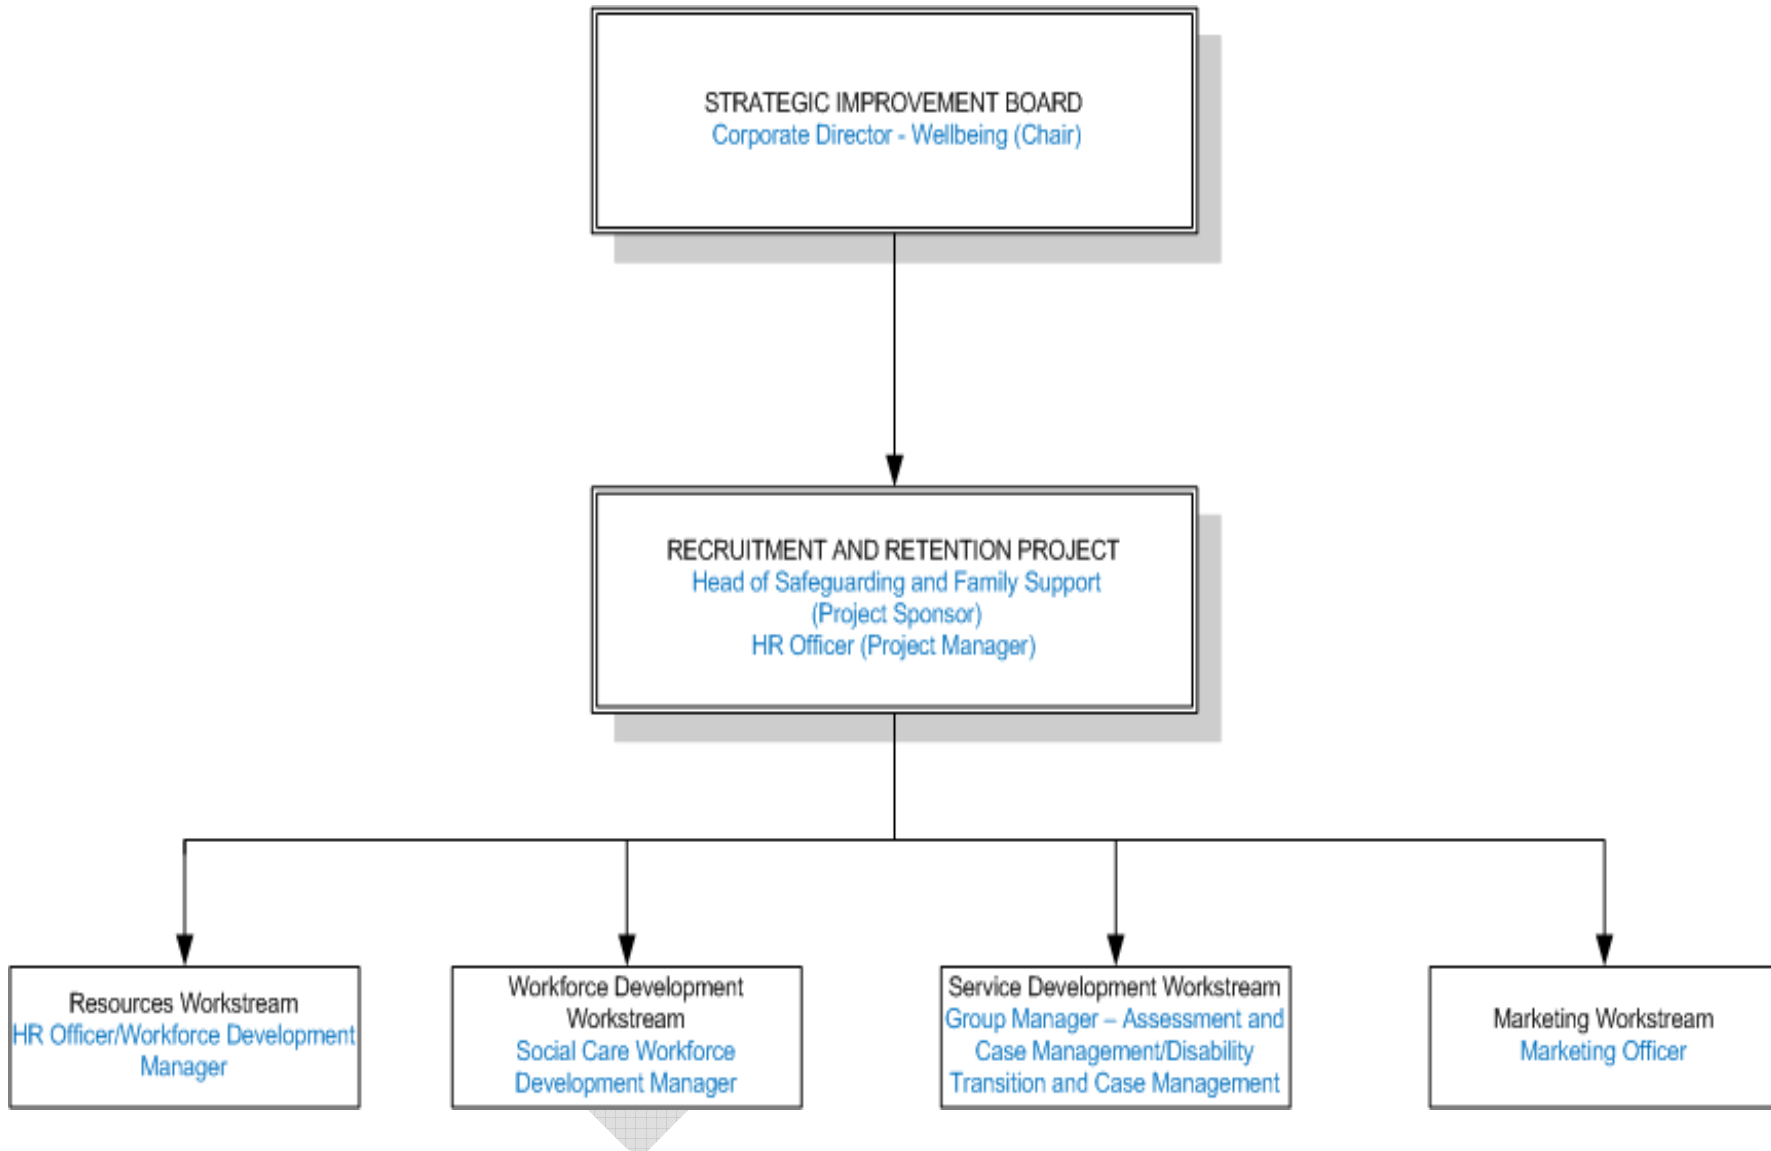 STRATEGIC IMPROVEMENT BOARD
Corporate Director - Wellbeing (Chair)
RECRUITMENT AND RETENTION PROJECT
Head of Safeguarding and Family Support
(Project Sponsor)
HR Officer (Project Manager)
Resources Workstream
HR Officer/Workforce Development
Manager
Workforce Development
Workstream
Social Care Workforce
Development Manager
Service Development Workstream
Group Manager – Assessment and
Case Management/Disability
Transition and Case Management
Marketing Workstream
Marketing Officer